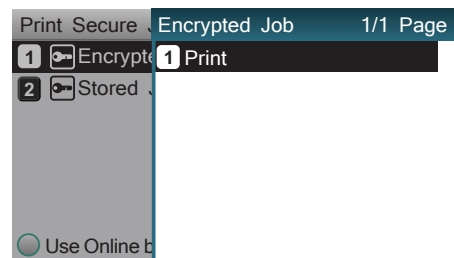 Print Secure
Encrypted Job 1/1 Page
1 Encrypte
1 Print
2 Stored
Use Online b